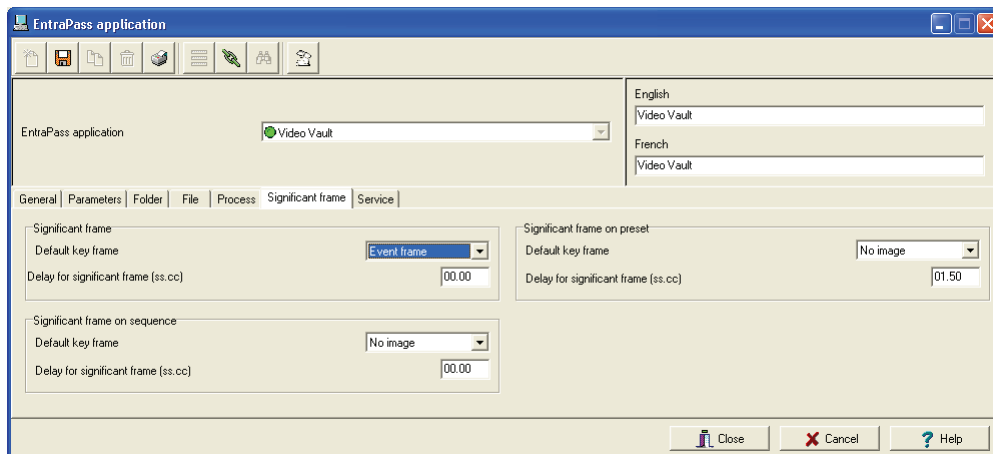 EntraPass application
EntraPass application
Video Vault
English
Video Vault
French
Video Vault
General
Parameters
Folder
File
Process
Significant frame
Service
Significant frame
Default key frame
Event frame
Delay for significant frame (ss.cc)
00.00
Significant frame on preset
Default key frame
No image
Delay for significant frame (ss.cc)
01.50
Significant frame on sequence
Default key frame
No image
Delay for significant frame (ss.cc)
00.00
Close
Cancel
? Help